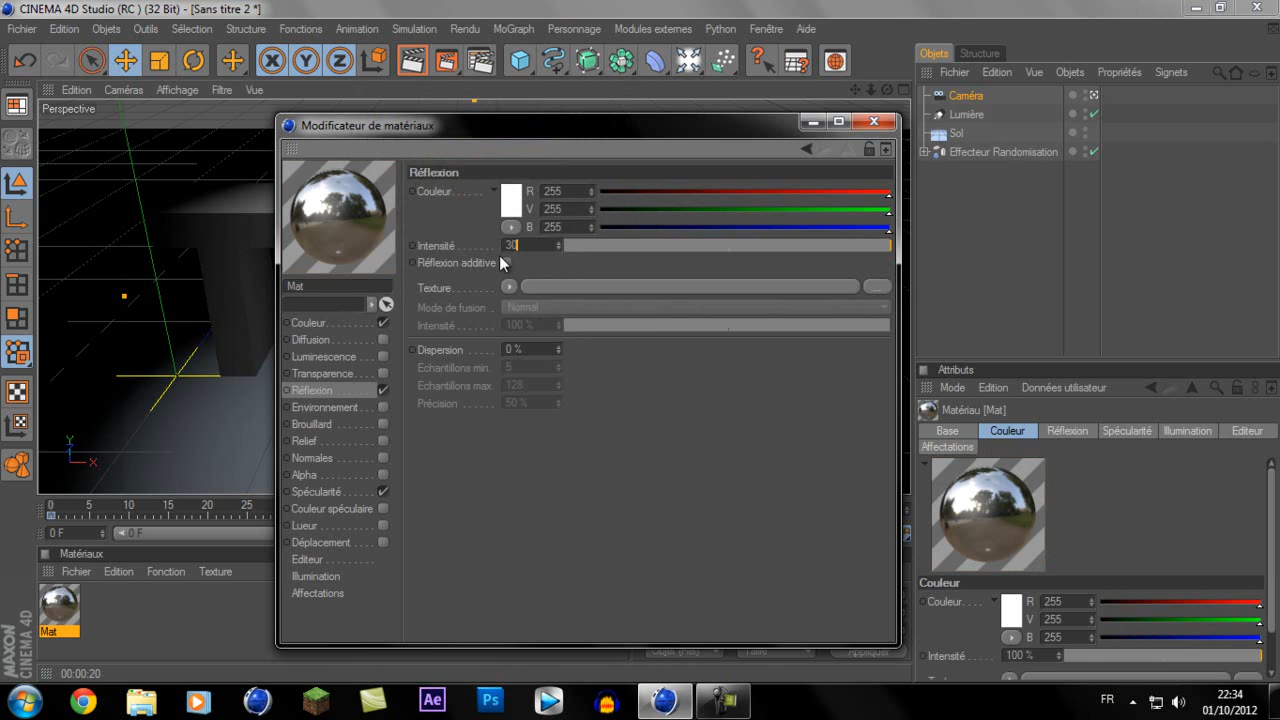 CINEMA 4D Studio (RC ) (32 Bit) - [Sans titre 2 *]
Fichier Edition Objets Outils Sélection Structure Fonctions Animation Simulation Rendu MoGraph Personnage Modules externes Python Fenêtre Aide
X Y Z
Objets Structure
Fichier Edition Vue Objets Propriétés Signets
Edition Caméras Affichage Filtrer Vue
Perspective
Caméra
Lumière
Sol
Effecteur Randomisation
Modificateur de matériaux
Réflexion
Couleur R 255
V 255
B 255
Intensité 30
Réflexion additive
Texture ...
Mode de fusion Normal
Intensité 100 %
Dispersion 0 %
Echantillons min. 5
Echantillons max. 128
Précision 50 %
Mat
Couleur
Diffusion
Luminescence
Transparence
Réflexion
Environnement
Brouillard
Relief
Normales
Alpha
Spécularité
Couleur spéculaire
Lueur
Déplacement
Editeur
Illumination
Affectations
Y
Z
X
0 5 10 15 20 25
0 F 0 F
Matériaux
Fichier Edition Fonction Texture
Mat
MAXON
CINEMA 4D
00:00:20
Attributs
Mode Edition Données utilisateur
Matériau [Mat]
Base Couleur Réflexion Spécularité Illumination Editeur
Affectations
Couleur
Couleur R 255
V 255
B 255
Intensité 100 %
Objet (Rel) Taille Appliquer
Ae Ps
FR
22:34
01/10/2012